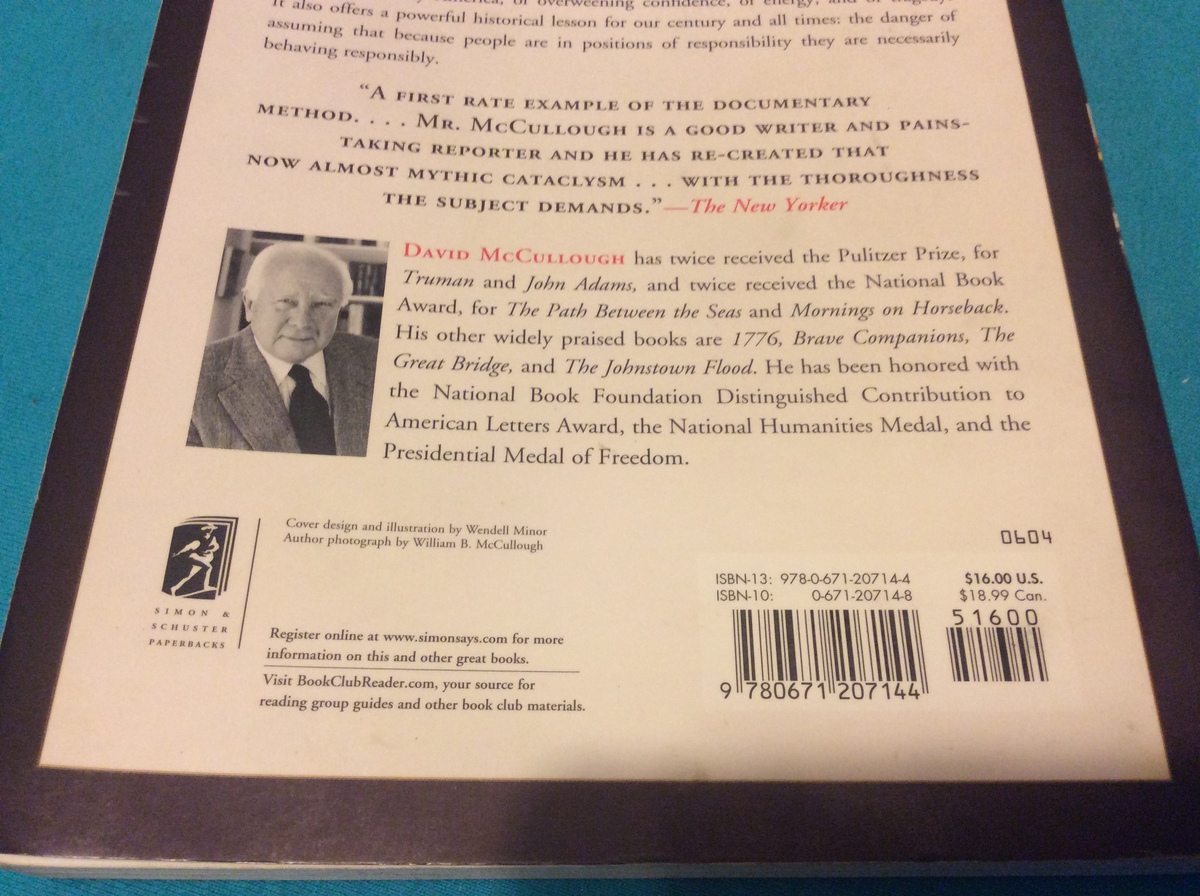 It also offers a powerful historical lesson for our century and all times: the danger of
assuming that because people are in positions of responsibility they are necessarily
behaving responsibly.
“A FIRST RATE EXAMPLE OF THE DOCUMENTARY
METHOD. . . . MR. MCCULLOUGH IS A GOOD WRITER AND PAINS-
TAKING REPORTER AND HE HAS RE-CREATED THAT
NOW ALMOST MYTHIC CATACLYSM . . . WITH THE THOROUGHNESS
THE SUBJECT DEMANDS.”—The New Yorker
DAVID MCCULLOUGH has twice received the Pulitzer Prize, for
Truman and John Adams, and twice received the National Book
Award, for The Path Between the Seas and Mornings on Horseback.
His other widely praised books are 1776, Brave Companions, The
Great Bridge, and The Johnstown Flood. He has been honored with
the National Book Foundation Distinguished Contribution to
American Letters Award, the National Humanities Medal, and the
Presidential Medal of Freedom.
SIMON &
SCHUSTER
PAPERBACKS
Cover design and illustration by Wendell Minor
Author photograph by William B. McCullough
Register online at www.simonsays.com for more
information on this and other great books.
Visit BookClubReader.com, your source for
reading group guides and other book club materials.
0604
ISBN-13: 978-0-671-20714-4
ISBN-10: 0-671-20714-8
$16.00 U.S.
$18.99 Can.
51600
9 780671 207144